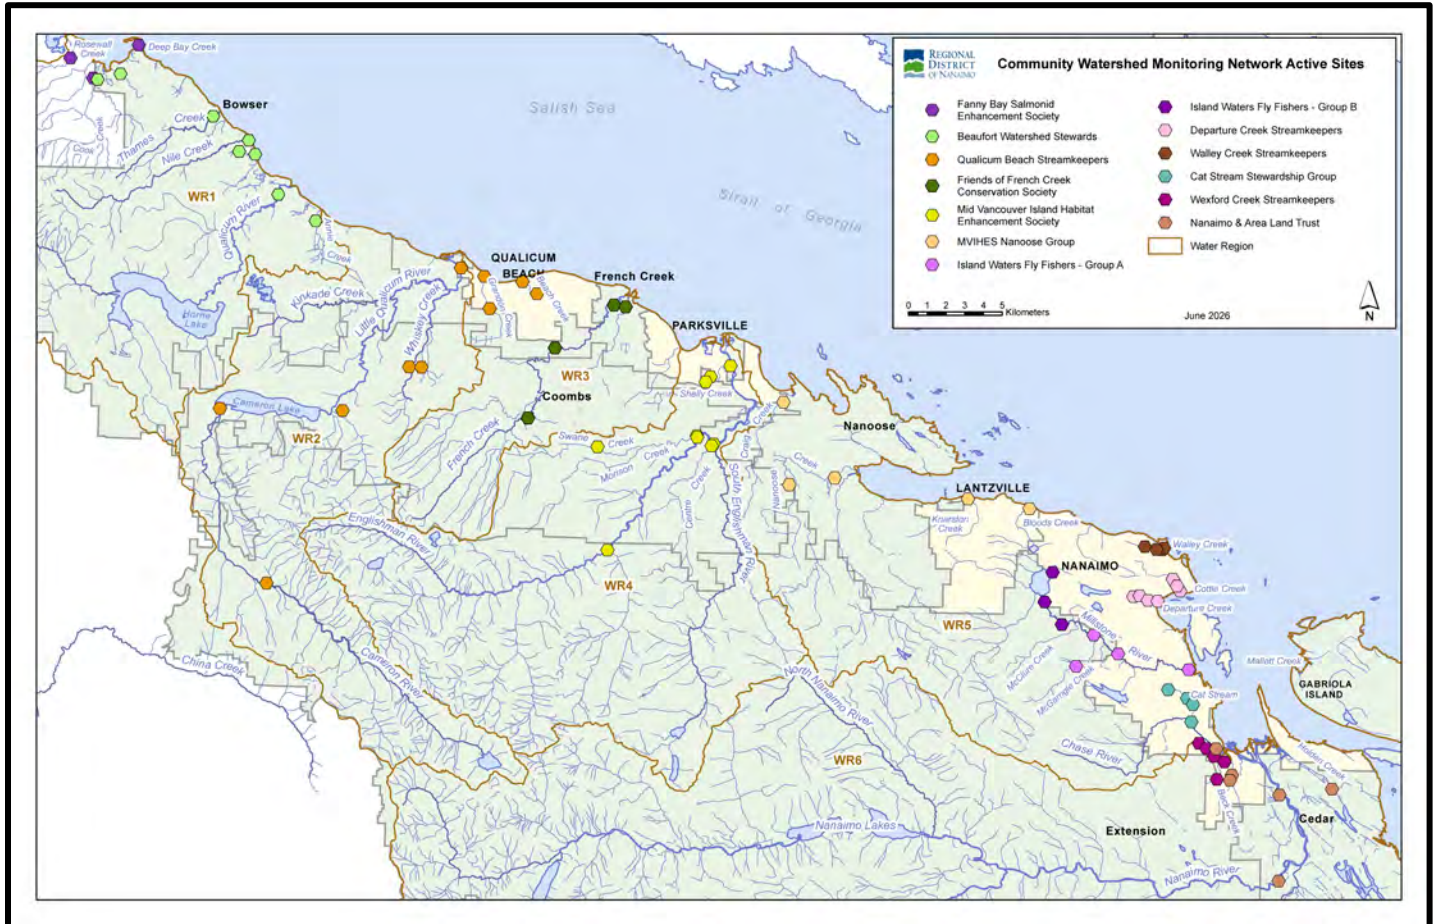 REGIONAL
DISTRICT
OF NANAIMO
Community Watershed Monitoring Network Active Sites
Fanny Bay Salmonid
Enhancement Society
Beaufort Watershed Stewards
Qualicum Beach Streamkeepers
Friends of French Creek
Conservation Society
Mid Vancouver Island Habitat
Enhancement Society
MVIHES Nanoose Group
Island Waters Fly Fishers - Group A
Island Waters Fly Fishers - Group B
Departure Creek Streamkeepers
Walley Creek Streamkeepers
Cat Stream Stewardship Group
Wexford Creek Streamkeepers
Nanaimo & Area Land Trust
Water Region
0 1 2 3 4 5
Kilometers
June 2026
N
Rosewall
Creek
Deep Bay Creek
Bowser
Thames Creek
Cook Creek
Nile Creek
WR1
Qualicum River
Annie
Creek
Salish Sea
Strait of Georgia
Horne
Lake
Kinkade Creek
Little Qualicum River
Whiskey Creek
QUALICUM
BEACH
Grandon Creek
Beach Creek
French Creek
PARKSVILLE
WR3
Coombs
Shelly Creek
Cameron Lake
WR2
French Creek
Swane Creek
Morison Creek
Craig Creek
Nanoose
Centre Creek
South Englishman River
Nanoose Creek
LANTZVILLE
Knarston
Creek
Bloods Creek
Walley Creek
Englishman River
NANAIMO
Cottle Creek
Departure Creek
WR4
WR5
Millstone River
McClure Creek
McGarrigle Creek
Mallett Creek
GABRIOLA
ISLAND
China Creek
Cameron River
North Nanaimo River
Cat Stream
Chase River
Holden Creek
WR6
Beck Creek
Cedar
Extension
Nanaimo Lakes
Nanaimo River